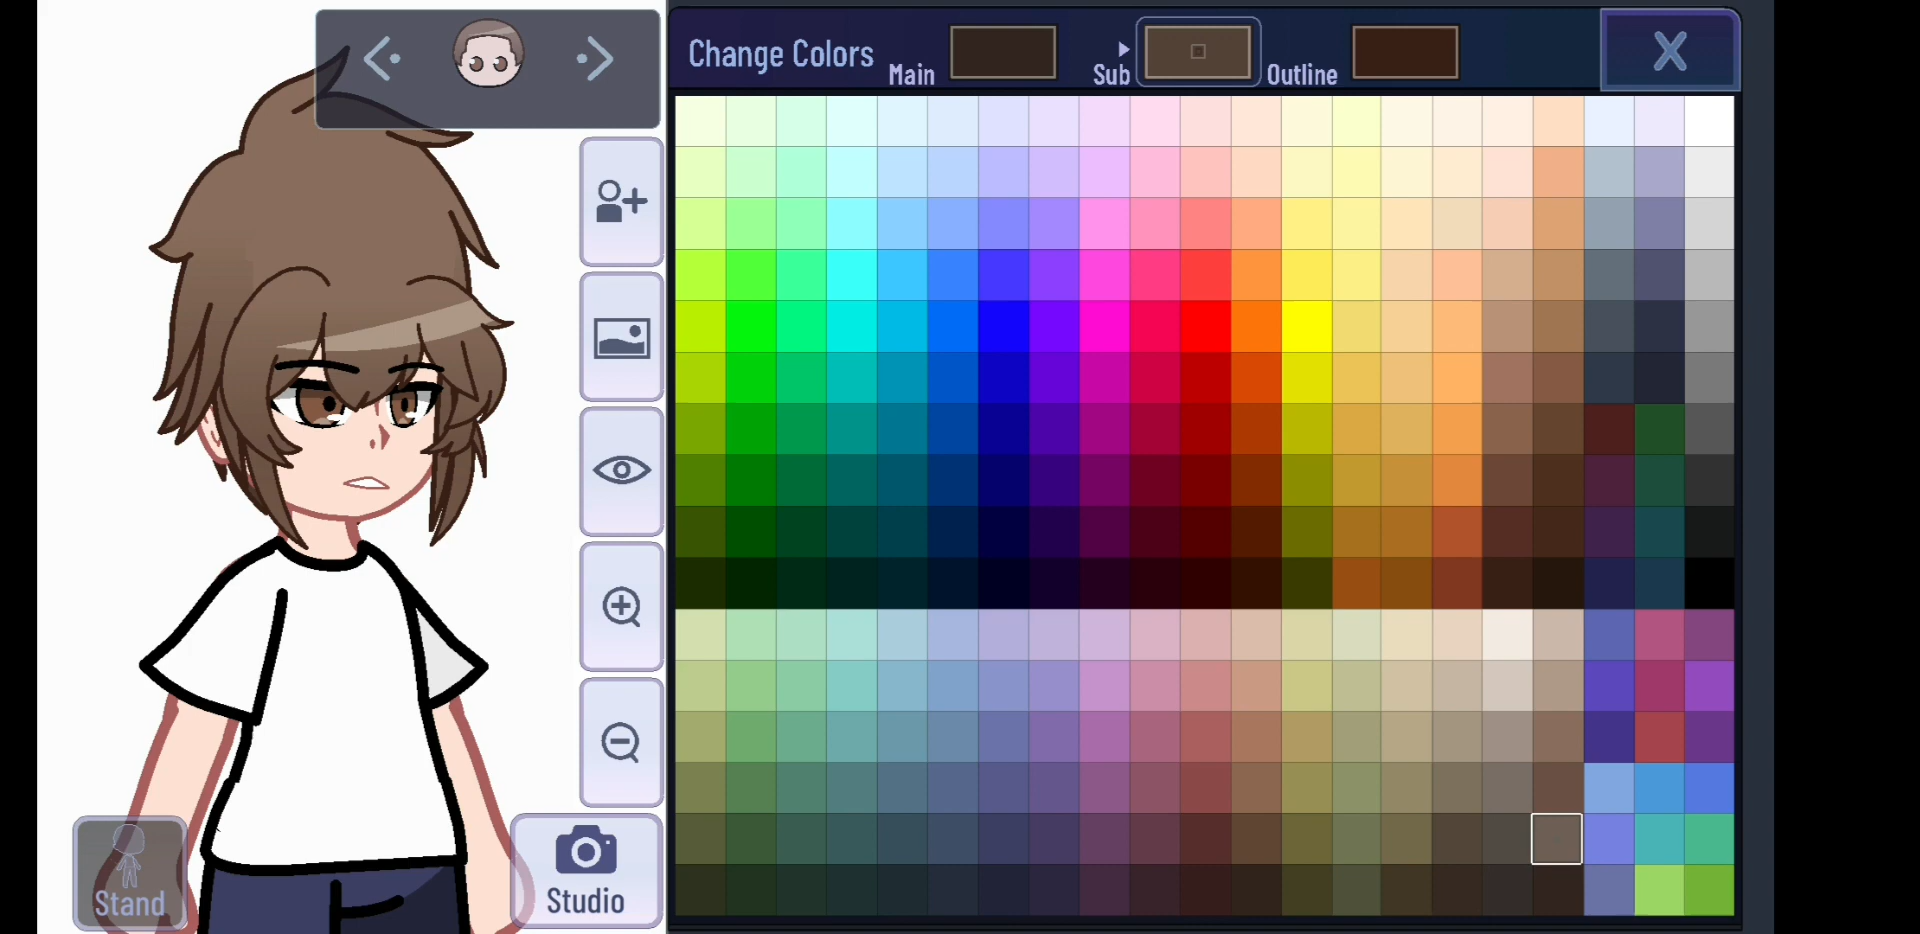 Change Colors
Main
Sub
Outline
X
Stand
Studio